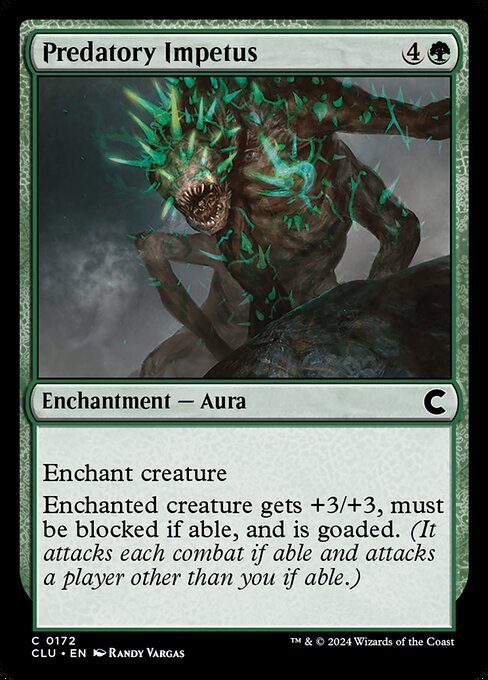 Predatory Impetus 4
Enchantment — Aura
Enchant creature
Enchanted creature gets +3/+3, must
be blocked if able, and is goaded. (It
attacks each combat if able and attacks
a player other than you if able.)
C 0172
CLU • EN Randy Vargas
™ & © 2024 Wizards of the Coast